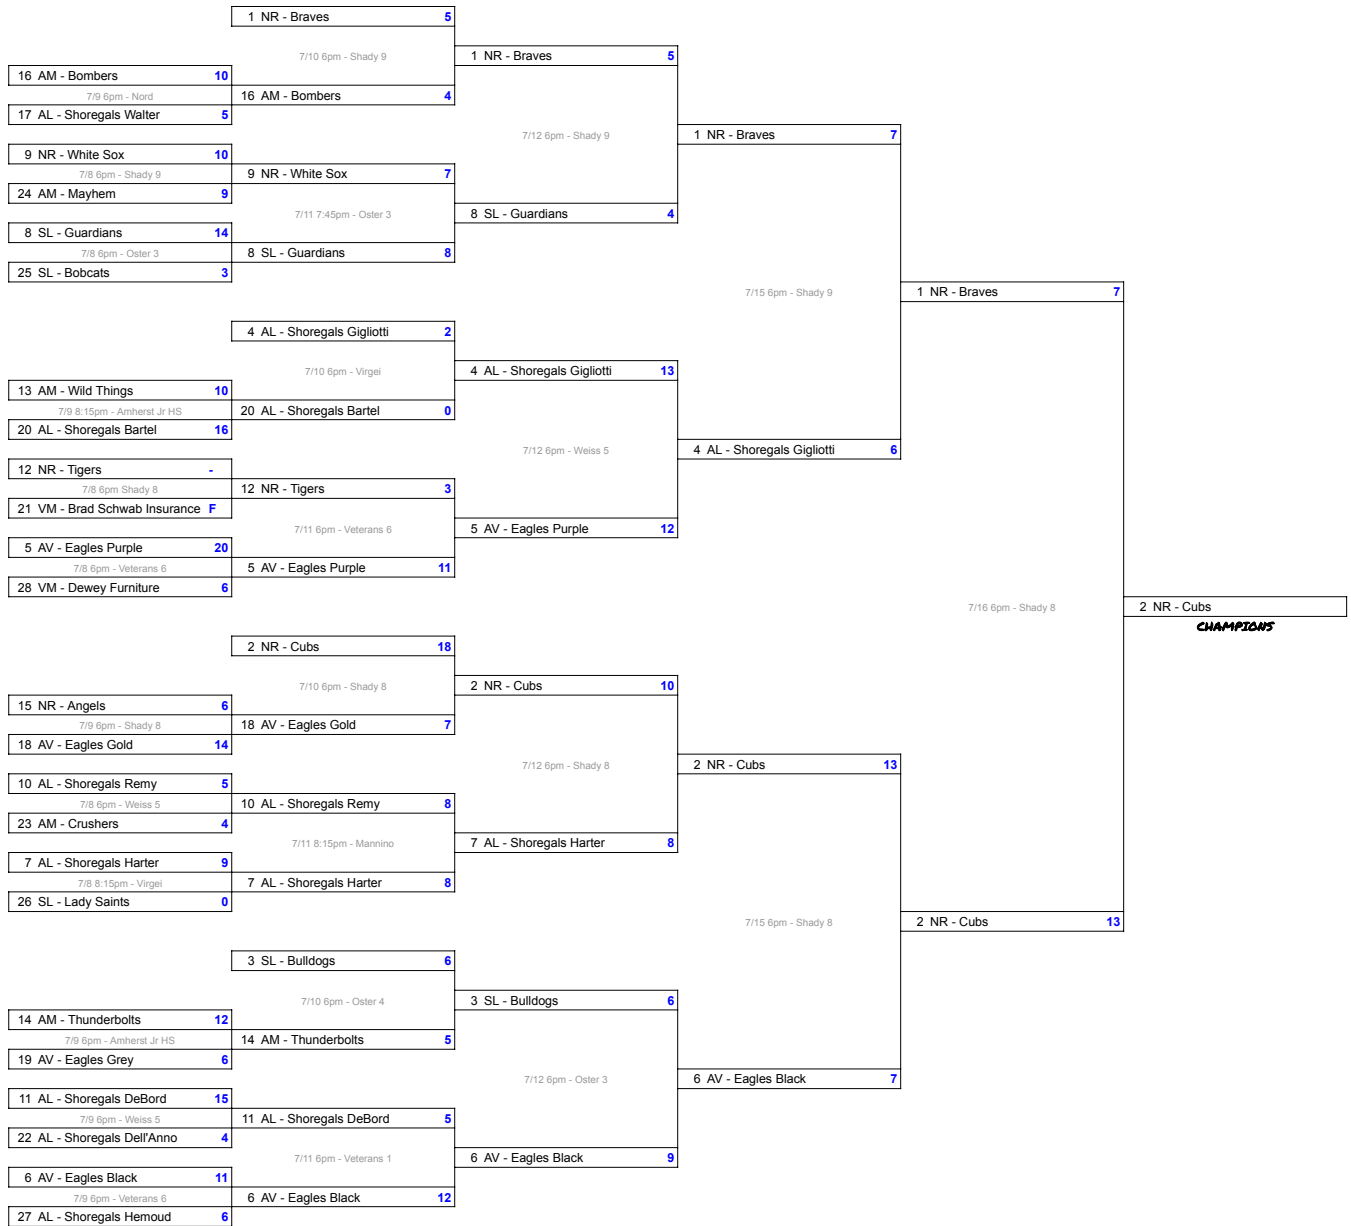 1 NR - Braves 5
7/10 6pm - Shady 9
1 NR - Braves 5
16 AM - Bombers 10
7/9 6pm - Nord
16 AM - Bombers 4
17 AL - Shoregals Walter 5
7/12 6pm - Shady 9
1 NR - Braves 7
9 NR - White Sox 10
7/8 6pm - Shady 9
9 NR - White Sox 7
24 AM - Mayhem 9
7/11 7:45pm - Oster 3
8 SL - Guardians 4
8 SL - Guardians 14
7/8 6pm - Oster 3
8 SL - Guardians 8
25 SL - Bobcats 3
7/15 6pm - Shady 9
1 NR - Braves 7
4 AL - Shoregals Gigliotti 2
7/10 6pm - Virgei
4 AL - Shoregals Gigliotti 13
13 AM - Wild Things 10
7/9 8:15pm - Amherst Jr HS
20 AL - Shoregals Bartel 0
20 AL - Shoregals Bartel 16
7/12 6pm - Weiss 5
4 AL - Shoregals Gigliotti 6
12 NR - Tigers -
7/8 6pm Shady 8
12 NR - Tigers 3
21 VM - Brad Schwab Insurance F
7/11 6pm - Veterans 6
5 AV - Eagles Purple 12
5 AV - Eagles Purple 20
7/8 6pm - Veterans 6
5 AV - Eagles Purple 11
28 VM - Dewey Furniture 6
7/16 6pm - Shady 8
2 NR - Cubs
CHAMPIONS
2 NR - Cubs 18
7/10 6pm - Shady 8
2 NR - Cubs 10
15 NR - Angels 6
7/9 6pm - Shady 8
18 AV - Eagles Gold 7
18 AV - Eagles Gold 14
7/12 6pm - Shady 8
2 NR - Cubs 13
10 AL - Shoregals Remy 5
7/8 6pm - Weiss 5
10 AL - Shoregals Remy 8
23 AM - Crushers 4
7/11 8:15pm - Mannino
7 AL - Shoregals Harter 8
7 AL - Shoregals Harter 9
7/8 8:15pm - Virgei
7 AL - Shoregals Harter 8
26 SL - Lady Saints 0
7/15 6pm - Shady 8
2 NR - Cubs 13
3 SL - Bulldogs 6
7/10 6pm - Oster 4
3 SL - Bulldogs 6
14 AM - Thunderbolts 12
7/9 6pm - Amherst Jr HS
14 AM - Thunderbolts 5
19 AV - Eagles Grey 6
7/12 6pm - Oster 3
6 AV - Eagles Black 7
11 AL - Shoregals DeBord 15
7/9 6pm - Weiss 5
11 AL - Shoregals DeBord 5
22 AL - Shoregals Dell'Anno 4
7/11 6pm - Veterans 1
6 AV - Eagles Black 9
6 AV - Eagles Black 11
7/9 6pm - Veterans 6
6 AV - Eagles Black 12
27 AL - Shoregals Hemoud 6